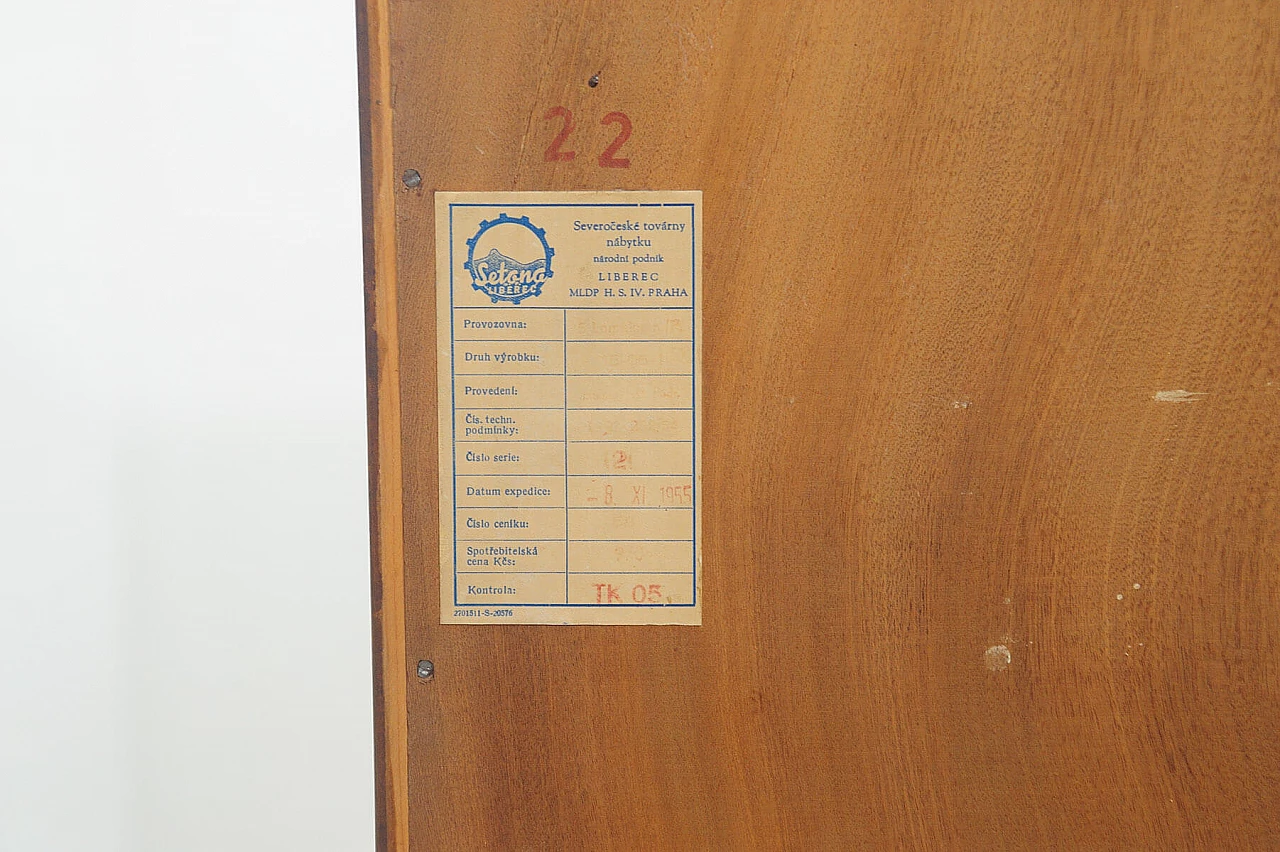 22
Setona
LIBEREC
Severočeské továrny
nábytku
národní podnik
LIBEREC
MLDP H. S. IV. PRAHA
Provozovna:
Druh výrobku:
Provedení:
Čís. techn.
podmínky:
Číslo serie: 2
Datum expedice: - 8. XI 1955
Číslo ceníku:
Spotřebitelská
cena Kčs:
Kontrola: TK 05.
2701511-S-20576